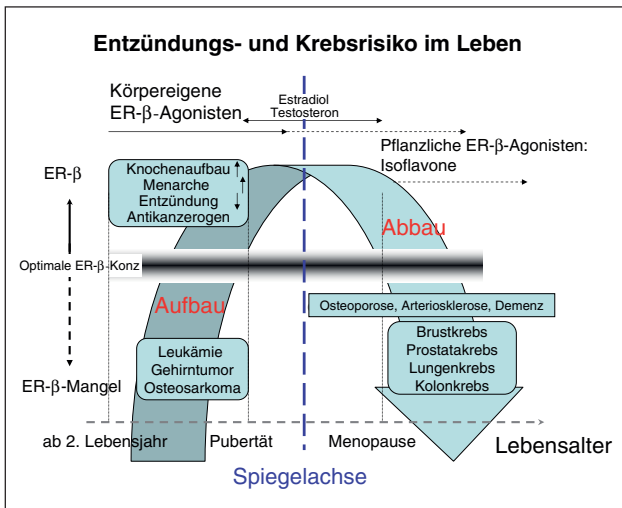 Entzündungs- und Krebsrisiko im Leben
Körpereigene
ER-β-Agonisten
Estradiol
Testosteron
Pflanzliche ER-β-Agonisten:
Isoflavone
ER-β
Knochenaufbau
Menarche
Entzündung
Antikanzerogen
Abbau
Optimale ER-β-Konz
Aufbau
Osteoporose, Arteriosklerose, Demenz
Leukämie
Gehirntumor
Osteosarkoma
Brustkrebs
Prostatakrebs
Lungenkrebs
Kolonkrebs
ER-β-Mangel
ab 2. Lebensjahr
Pubertät
Menopause
Lebensalter
Spiegelachse